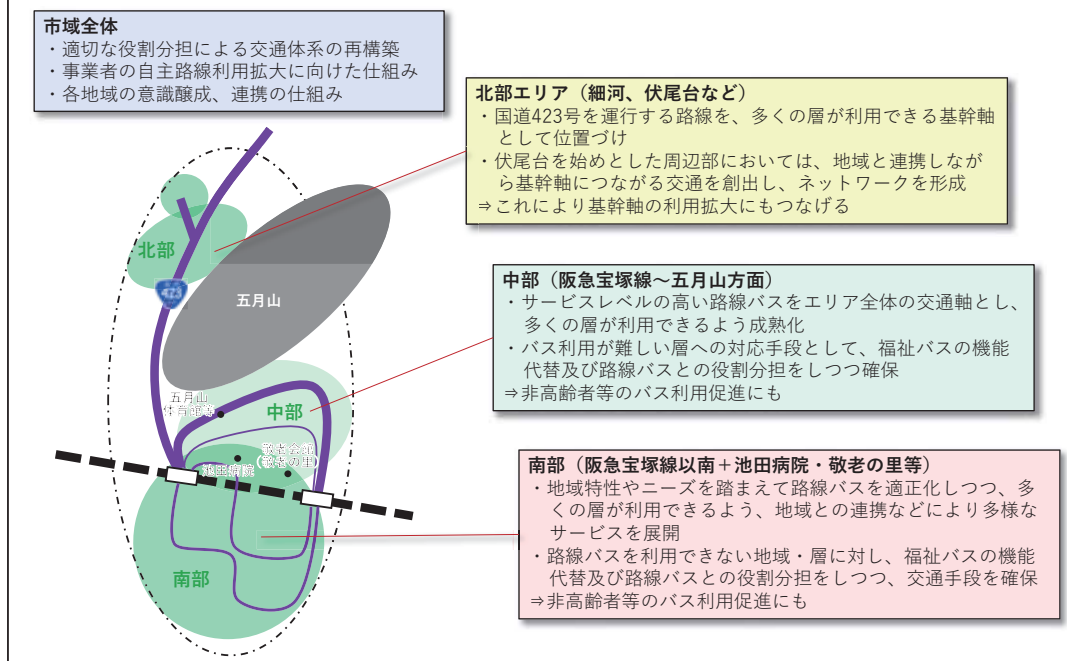 市域全体
・適切な役割分担による交通体系の再構築
・事業者の自主路線利用拡大に向けた仕組み
・各地域の意識醸成、連携の仕組み
北部エリア（細河、伏尾台など）
・国道423号を運行する路線を、多くの層が利用できる基幹軸
として位置づけ
・伏尾台を始めとした周辺部においては、地域と連携しなが
ら基幹軸につながる交通を創出し、ネットワークを形成
⇒これにより基幹軸の利用拡大にもつなげる
北部
423
五月山
中部（阪急宝塚線～五月山方面）
・サービスレベルの高い路線バスをエリア全体の交通軸とし、
多くの層が利用できるよう成熟化
・バス利用が難しい層への対応手段として、福祉バスの機能
代替及び路線バスとの役割分担をしつつ確保
⇒非高齢者等のバス利用促進にも
五月山
体育館等
中部
敬老会館
(敬老の里)
池田病院
南部（阪急宝塚線以南＋池田病院・敬老の里等）
・地域特性やニーズを踏まえて路線バスを適正化しつつ、多
くの層が利用できるよう、地域との連携などにより多様な
サービスを展開
・路線バスを利用できない地域・層に対し、福祉バスの機能
代替及び路線バスとの役割分担をしつつ、交通手段を確保
⇒非高齢者等のバス利用促進にも
南部